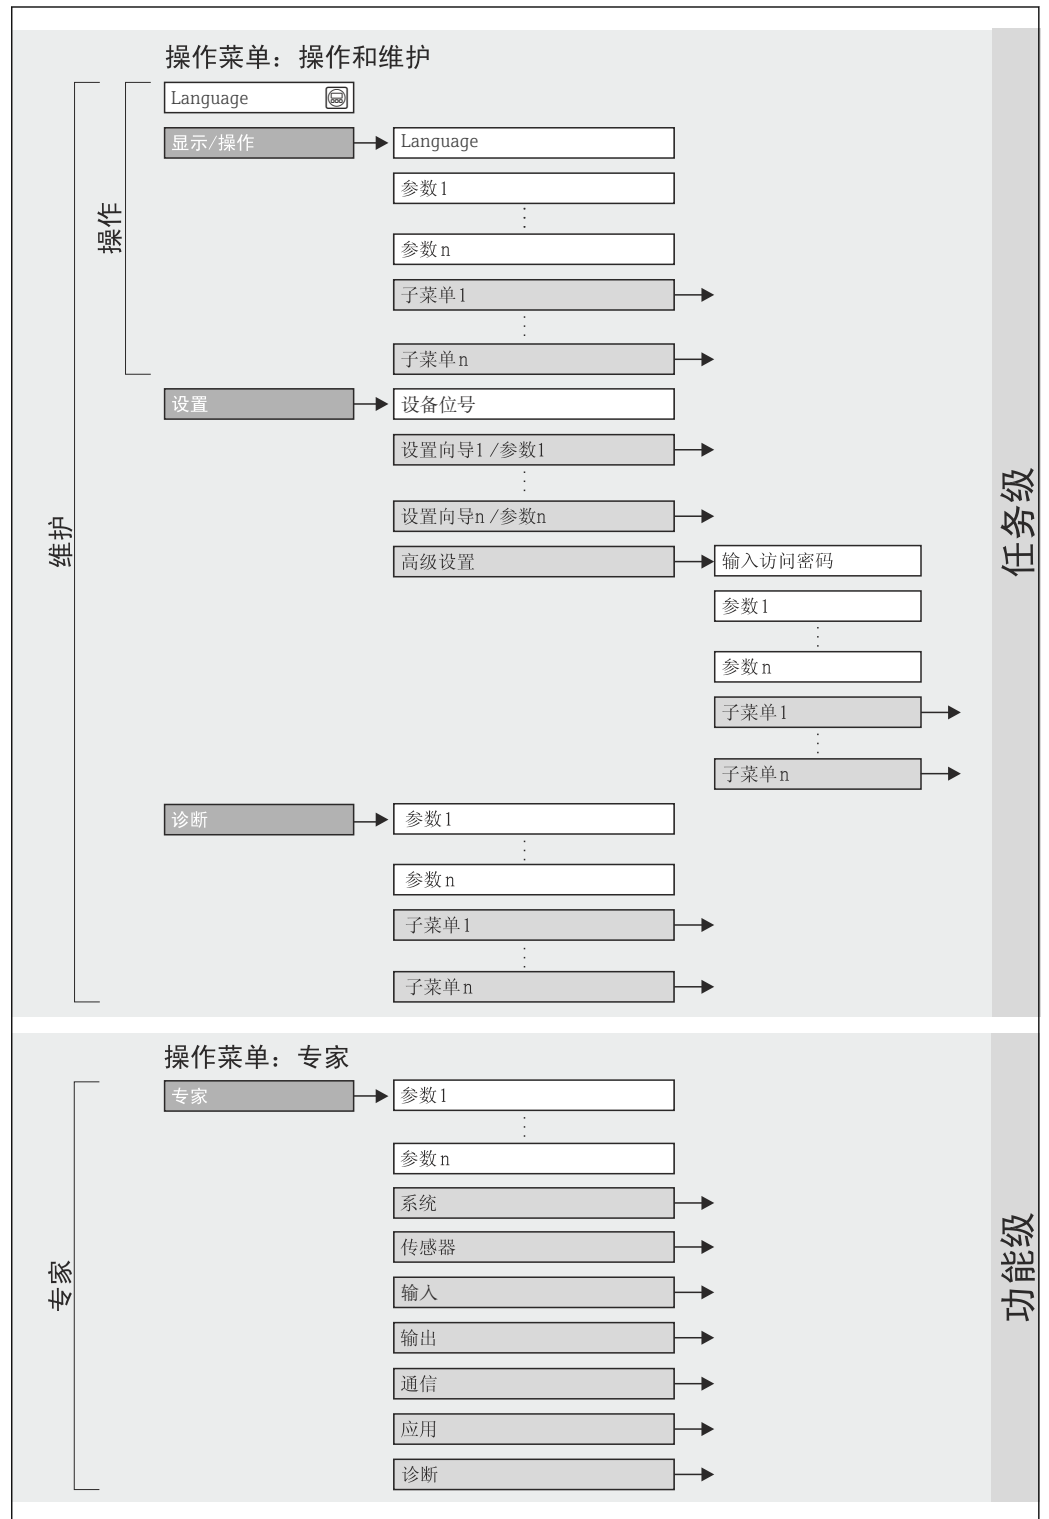 操作菜单：操作和维护
Language
显示/操作
Language
参数1
参数n
子菜单1
子菜单n
操作
设置
设备位号
设置向导1 /参数1
设置向导n /参数n
高级设置
输入访问密码
参数1
参数n
子菜单1
子菜单n
维护
任务级
诊断
参数1
参数n
子菜单1
子菜单n
操作菜单：专家
专家
参数1
参数n
系统
传感器
输入
输出
通信
应用
诊断
专家
功能级